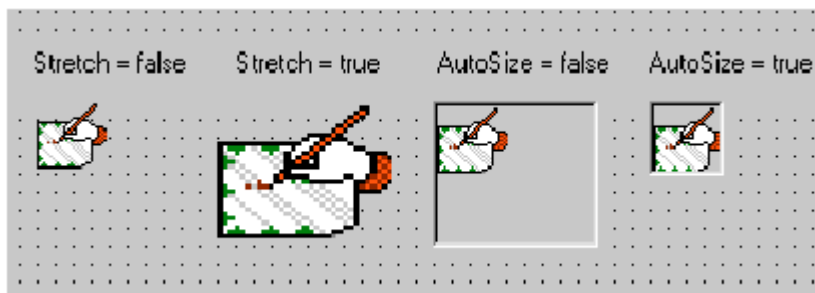 Stretch = false Stretch = true AutoSize = false AutoSize = true